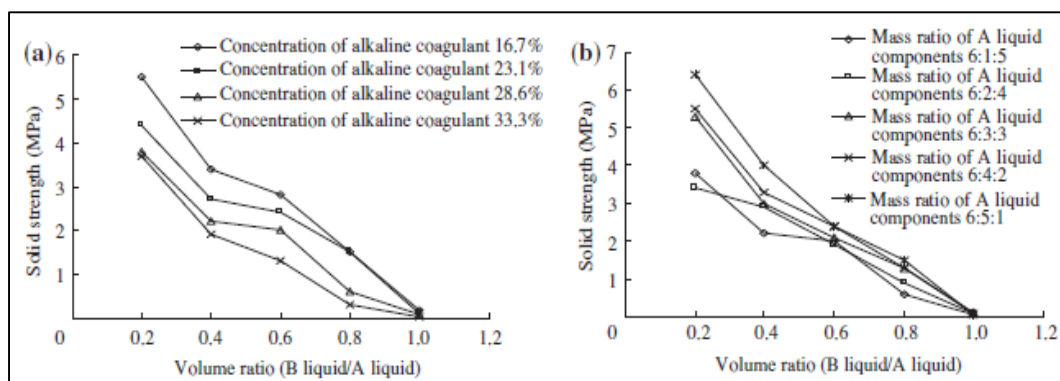 (a)
Concentration of alkaline coagulant 16,7%
Concentration of alkaline coagulant 23,1%
Concentration of alkaline coagulant 28,6%
Concentration of alkaline coagulant 33,3%
Solid strength (MPa)
6
5
4
3
2
1
0
0,2
0,4
0,6
0,8
1,0
1,2
Volume ratio (B liquid/A liquid)
(b)
Mass ratio of A liquid
components 6:1:5
Mass ratio of A liquid
components 6:2:4
Mass ratio of A liquid
components 6:3:3
Mass ratio of A liquid
components 6:4:2
Mass ratio of A liquid
components 6:5:1
Solid strength (MPa)
7
6
5
4
3
2
1
0
0,2
0,4
0,6
0,8
1,0
1,2
Volume ratio (B liquid/A liquid)